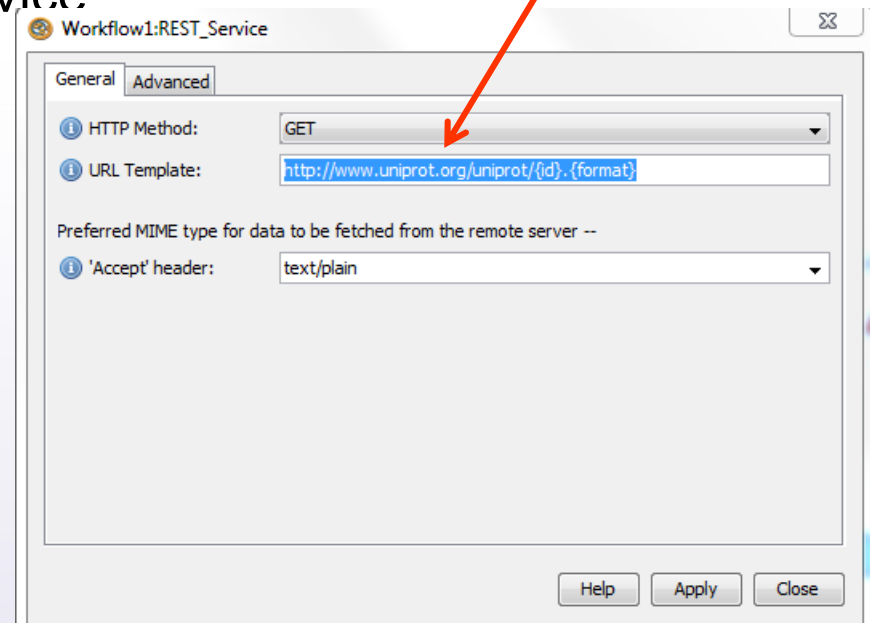 Workflow1:REST_Service
General Advanced
HTTP Method: GET
URL Template: http://www.uniprot.org/uniprot/{id}.{format}
Preferred MIME type for data to be fetched from the remote server --
'Accept' header: text/plain
Help Apply Close